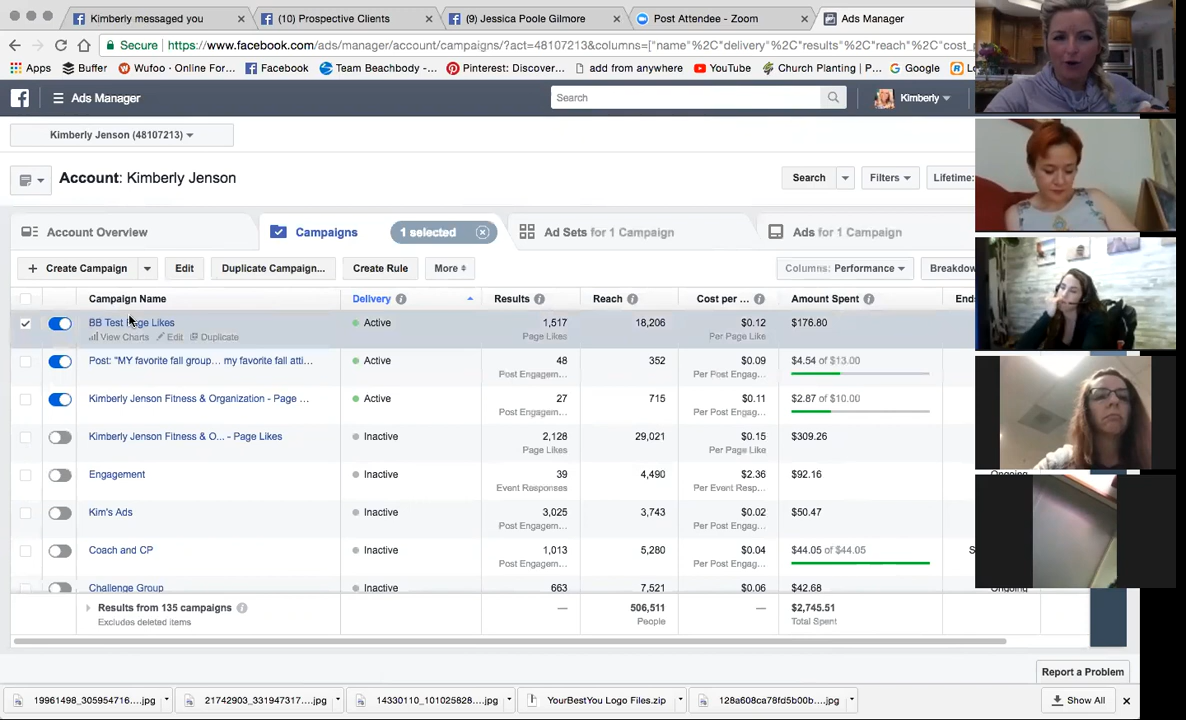 Kimberly messaged you
(10) Prospective Clients
(9) Jessica Poole Gilmore
Post Attendee - Zoom
Ads Manager
Secure https://www.facebook.com/ads/manager/account/campaigns/?act=48107213&columns=["name"%2C"delivery"%2C"results"%2C"reach"%2C"cost_p
Apps Buffer Wufoo - Online For... Facebook Team Beachbody -... Pinterest: Discover... add from anywhere YouTube Church Planting | P... Google
Ads Manager Search Kimberly
Kimberly Jenson (48107213)
Account: Kimberly Jenson Search Filters Lifetime:
Account Overview Campaigns 1 selected Ad Sets for 1 Campaign Ads for 1 Campaign
+ Create Campaign Edit Duplicate Campaign... Create Rule More Columns: Performance Breakdow
Campaign Name Delivery Results Reach Cost per ... Amount Spent Ends
BB Test Page Likes Active 1,517 18,206 $0.12 $176.80
View Charts Edit Duplicate Page Likes Per Page Like
Post: "MY favorite fall group... my favorite fall atti... Active 48 352 $0.09 $4.54 of $13.00
Post Engagem... Per Post Engag...
Kimberly Jenson Fitness & Organization - Page ... Active 27 715 $0.11 $2.87 of $10.00
Post Engagem... Per Post Engag...
Kimberly Jenson Fitness & O... - Page Likes Inactive 2,128 29,021 $0.15 $309.26
Page Likes Per Page Like
Engagement Inactive 39 4,490 $2.36 $92.16 Ongoing
Event Responses Per Event Resp...
Kim's Ads Inactive 3,025 3,743 $0.02 $50.47
Post Engagem... Per Post Engag...
Coach and CP Inactive 1,013 5,280 $0.04 $44.05 of $44.05 S
Post Engagem... Per Post Engag...
Challenge Group Inactive 663 7,521 $0.06 $42.68 Ongoing
Results from 135 campaigns — 506,511 — $2,745.51
Excludes deleted items People Total Spent
Report a Problem
19961498_305954716....jpg 21742903_331947317....jpg 14330110_101025828....jpg YourBestYou Logo Files.zip 128a608ca78fd5b00b....jpg Show All